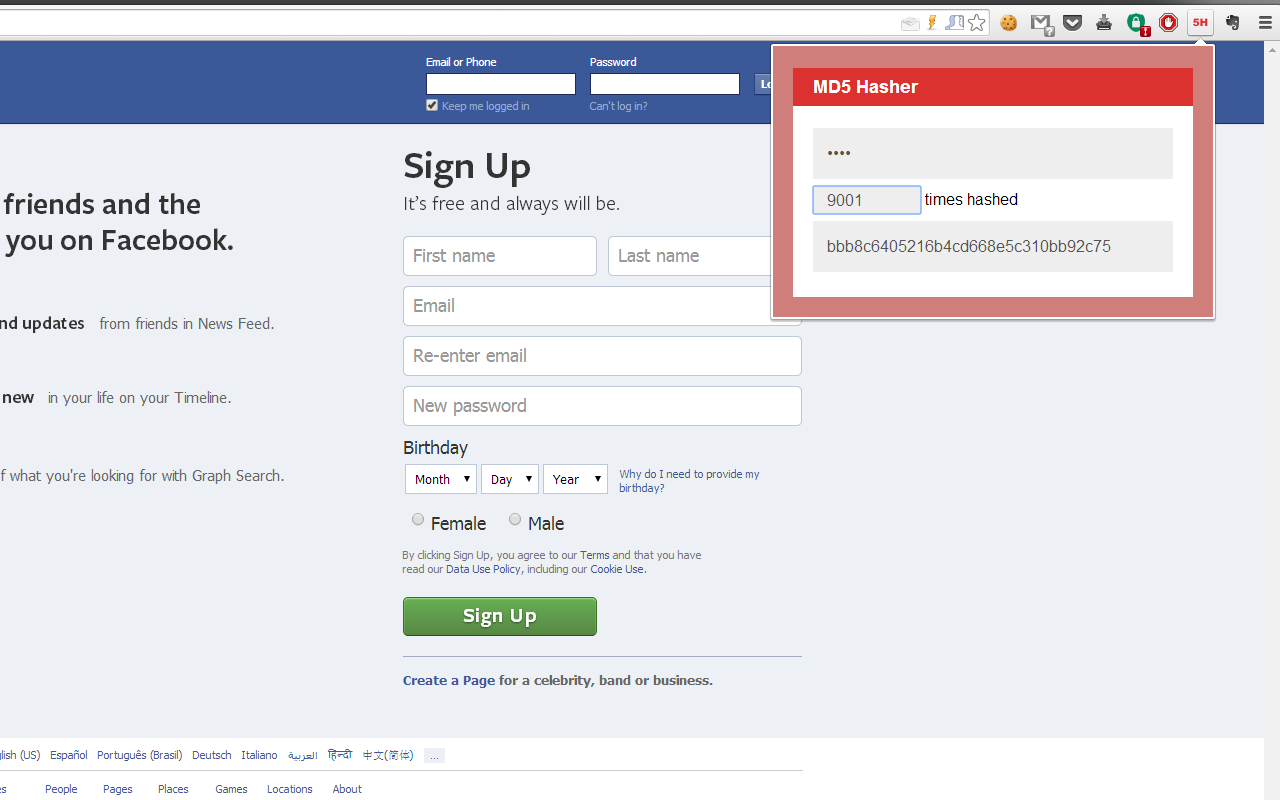 5H
Email or Phone
Password
Keep me logged in
Can't log in?
MD5 Hasher
••••
9001 times hashed
bbb8c6405216b4cd668e5c310bb92c75
friends and the
you on Facebook.
nd updates from friends in News Feed.
new in your life on your Timeline.
f what you're looking for with Graph Search.
Sign Up
It's free and always will be.
First name
Last name
Email
Re-enter email
New password
Birthday
Month Day Year
Why do I need to provide my
birthday?
Female Male
By clicking Sign Up, you agree to our Terms and that you have
read our Data Use Policy, including our Cookie Use.
Sign Up
Create a Page for a celebrity, band or business.
lish (US) Español Português (Brasil) Deutsch Italiano العربية हिन्दी 中文(简体) ...
es People Pages Places Games Locations About